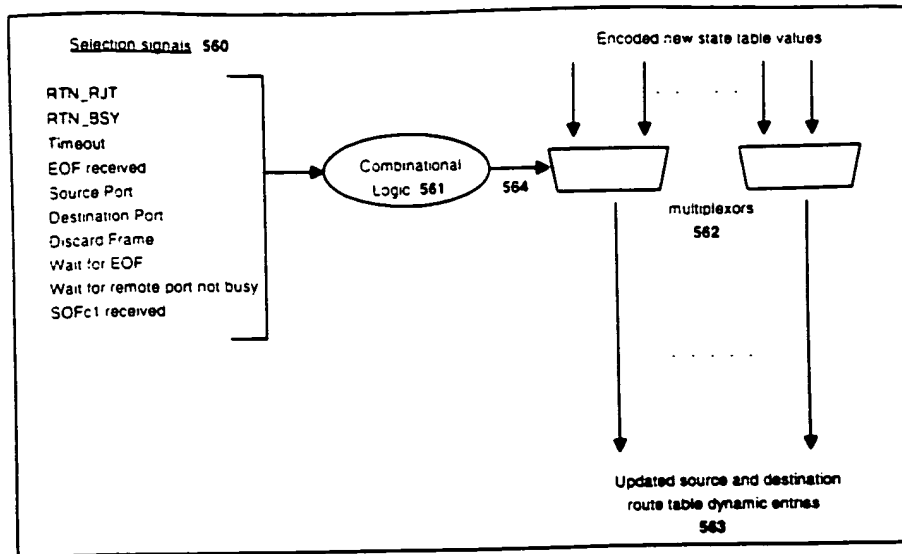 Selection signals 560
RTN_RJT
RTN_BSY
Timeout
EOF received
Source Port
Destination Port
Discard Frame
Wait for EOF
Wait for remote port not busy
SOFc1 received
Combinational
Logic 561
564
Encoded new state table values
multiplexors
562
Updated source and destination
route table dynamic entries
563